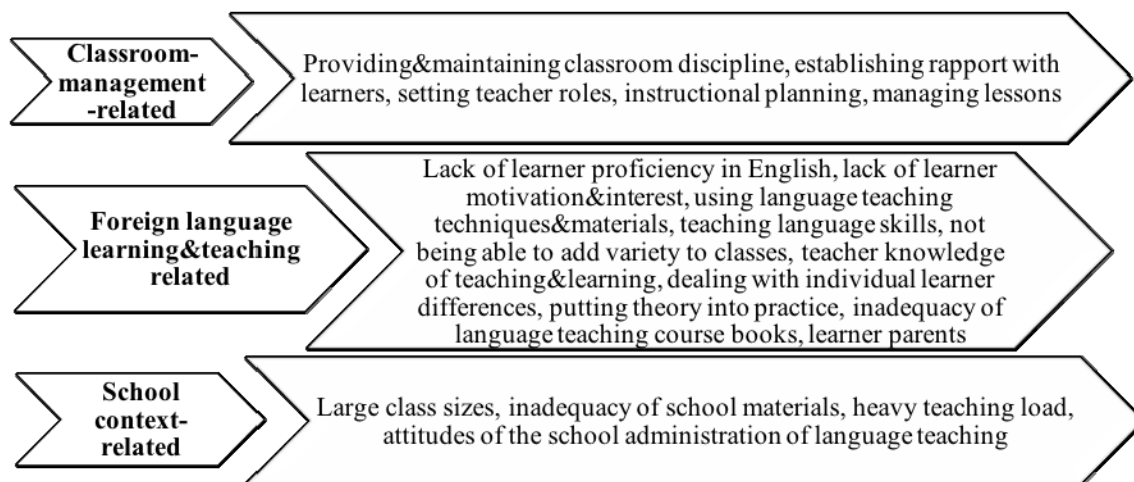 Classroom-
management
-related
Providing&maintaining classroom discipline, establishing rapport with
learners, setting teacher roles, instructional planning, managing lessons
Foreign language
learning&teaching
related
Lack of learner proficiency in English, lack of learner
motivation&interest, using language teaching
techniques&materials, teaching language skills, not
being able to add variety to classes, teacher knowledge
of teaching&learning, dealing with individual learner
differences, putting theory into practice, inadequacy of
language teaching course books, learner parents
School
context-
related
Large class sizes, inadequacy of school materials, heavy teaching load,
attitudes of the school administration of language teaching